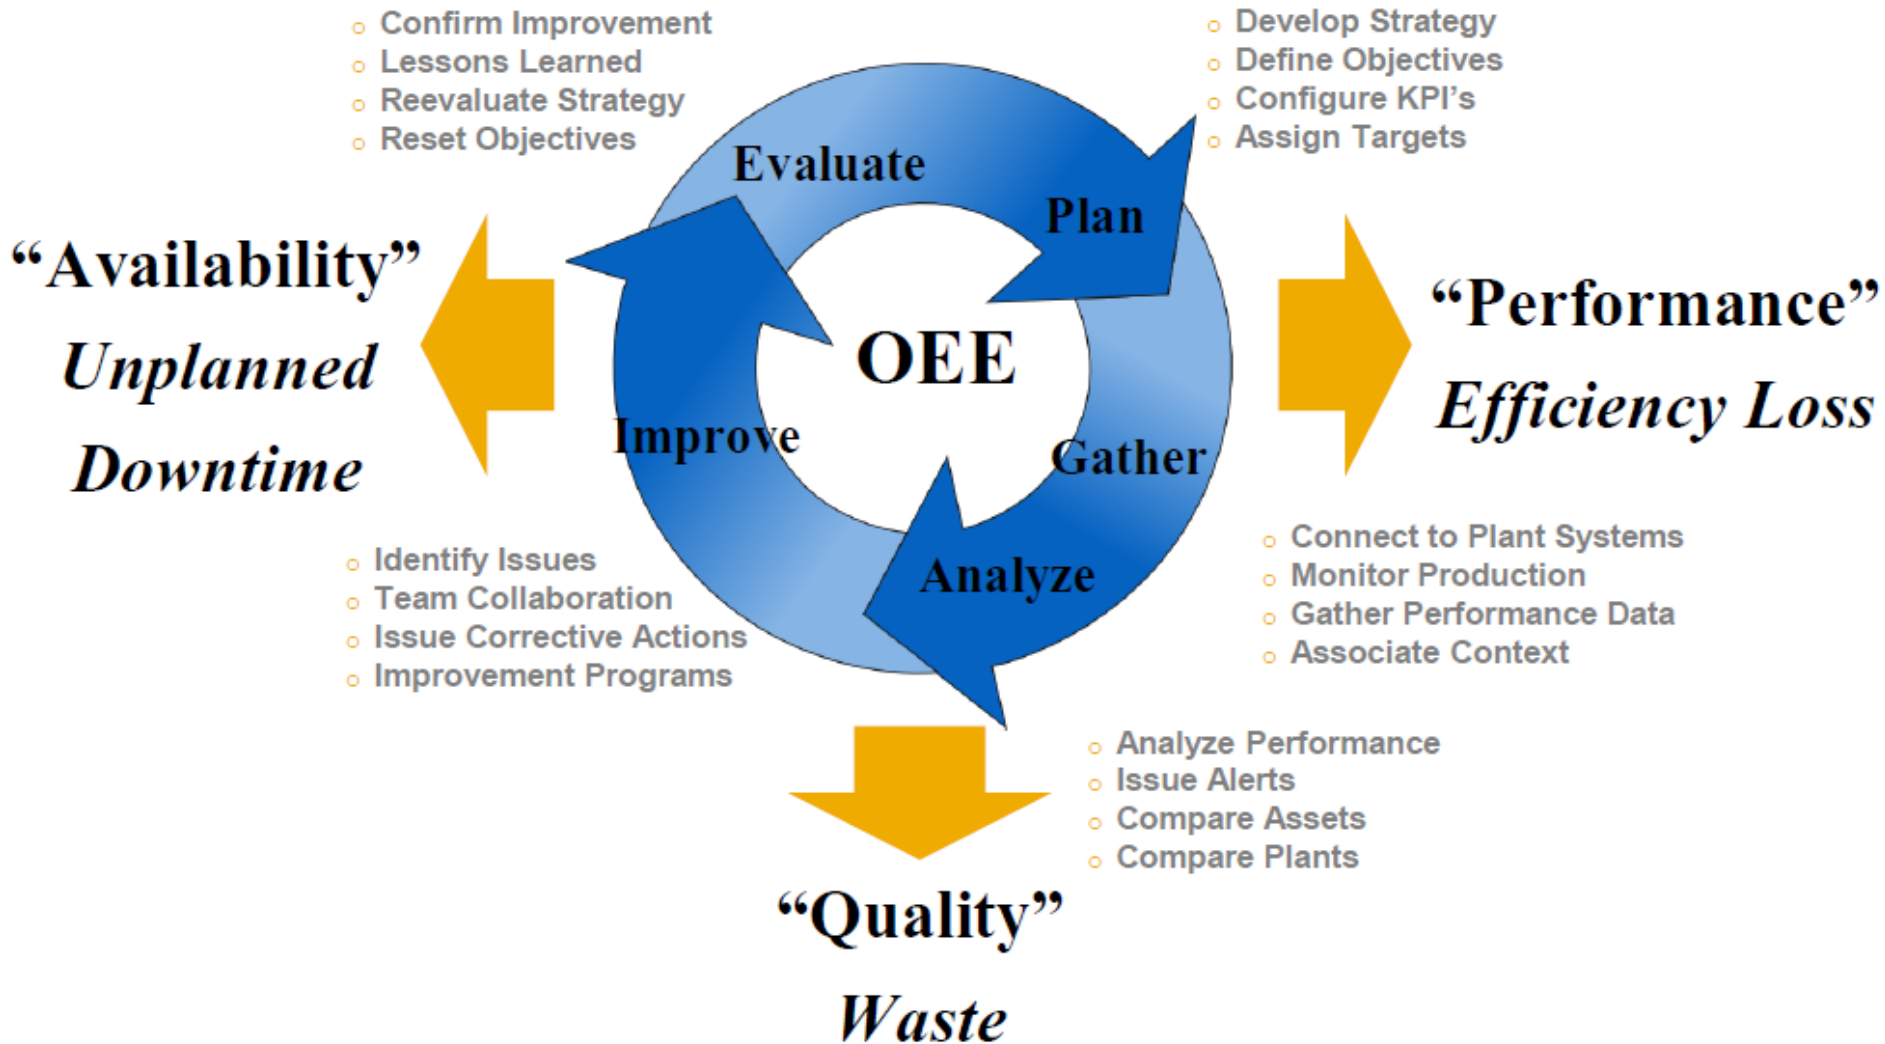 Confirm Improvement
Lessons Learned
Reevaluate Strategy
Reset Objectives
Develop Strategy
Define Objectives
Configure KPI's
Assign Targets
Evaluate
Plan
“Availability”
Unplanned
Downtime
OEE
“Performance”
Efficiency Loss
Improve
Gather
Analyze
Identify Issues
Team Collaboration
Issue Corrective Actions
Improvement Programs
Connect to Plant Systems
Monitor Production
Gather Performance Data
Associate Context
Analyze Performance
Issue Alerts
Compare Assets
Compare Plants
“Quality”
Waste